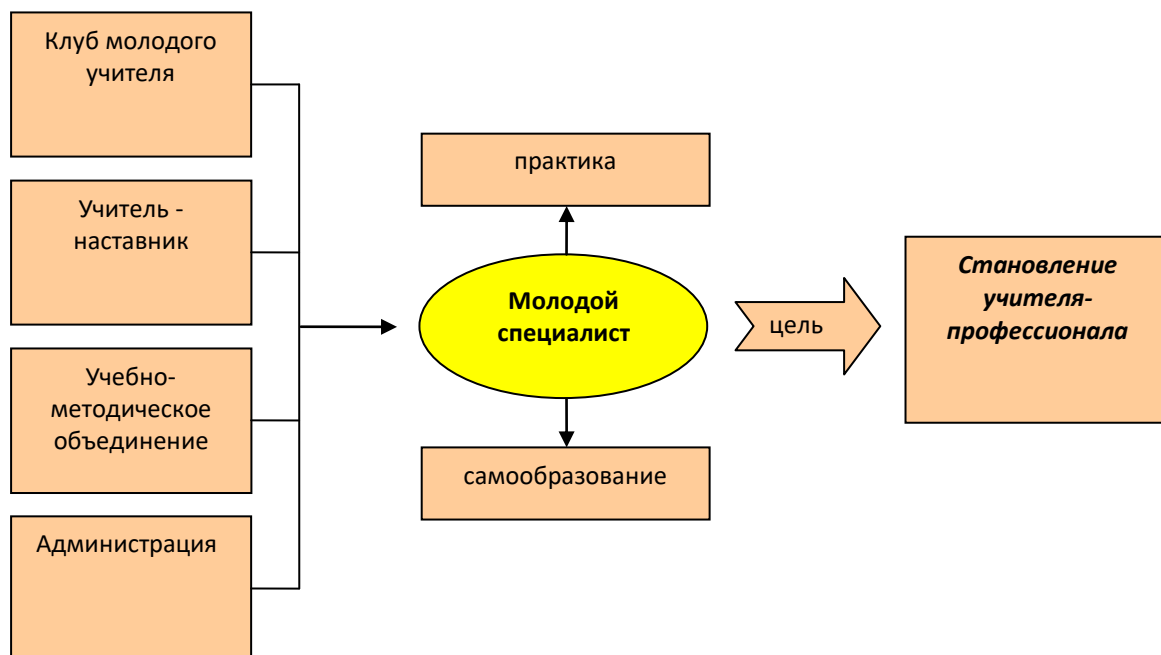 Клуб молодого
учителя
Учитель -
наставник
Учебно-
методическое
объединение
Администрация
практика
Молодой
специалист
самообразование
цель
Становление
учителя-
профессионала